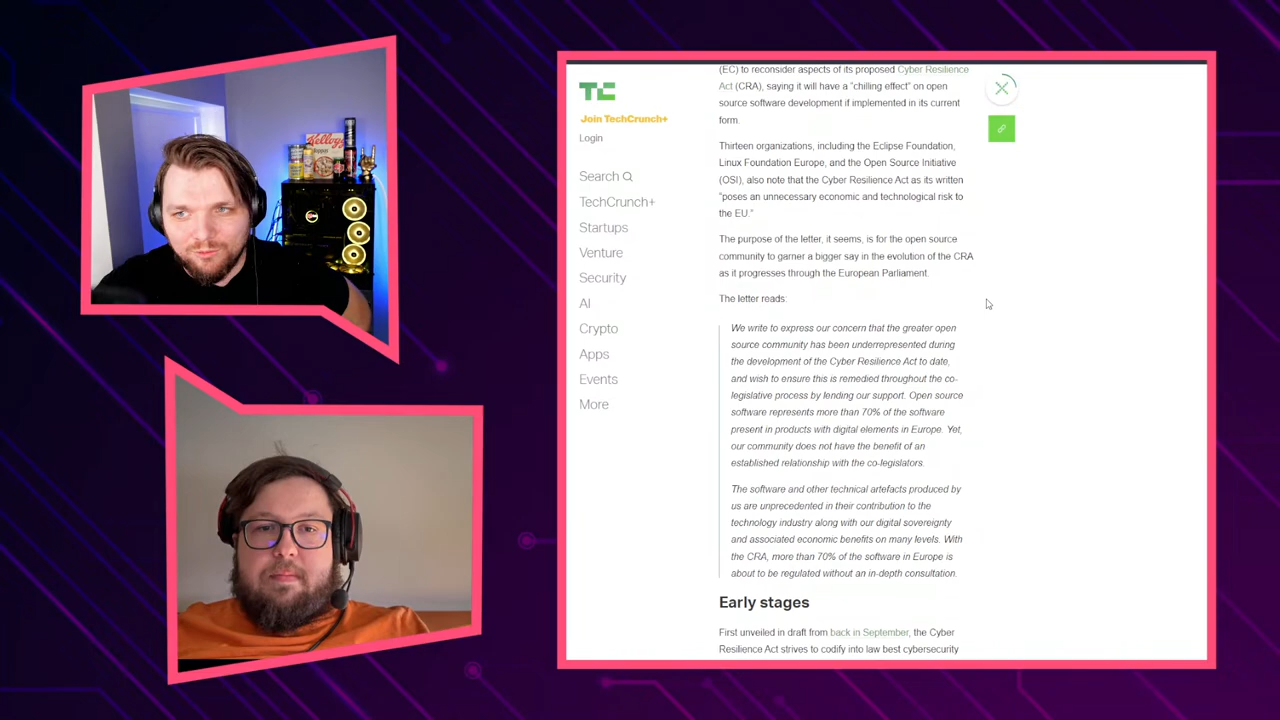 Kellogg's
TC
Join TechCrunch+
Login
Search
TechCrunch+
Startups
Venture
Security
AI
Crypto
Apps
Events
More
(EC) to reconsider aspects of its proposed Cyber Resilience
Act (CRA), saying it will have a "chilling effect" on open
source software development if implemented in its current
form.
Thirteen organizations, including the Eclipse Foundation,
Linux Foundation Europe, and the Open Source Initiative
(OSI), also note that the Cyber Resilience Act as its written
"poses an unnecessary economic and technological risk to
the EU."
The purpose of the letter, it seems, is for the open source
community to garner a bigger say in the evolution of the CRA
as it progresses through the European Parliament.
The letter reads:
We write to express our concern that the greater open
source community has been underrepresented during
the development of the Cyber Resilience Act to date,
and wish to ensure this is remedied throughout the co-
legislative process by lending our support. Open source
software represents more than 70% of the software
present in products with digital elements in Europe. Yet,
our community does not have the benefit of an
established relationship with the co-legislators.
The software and other technical artefacts produced by
us are unprecedented in their contribution to the
technology industry along with our digital sovereignty
and associated economic benefits on many levels. With
the CRA, more than 70% of the software in Europe is
about to be regulated without an in-depth consultation.
Early stages
First unveiled in draft from back in September, the Cyber
Resilience Act strives to codify into law best cybersecurity